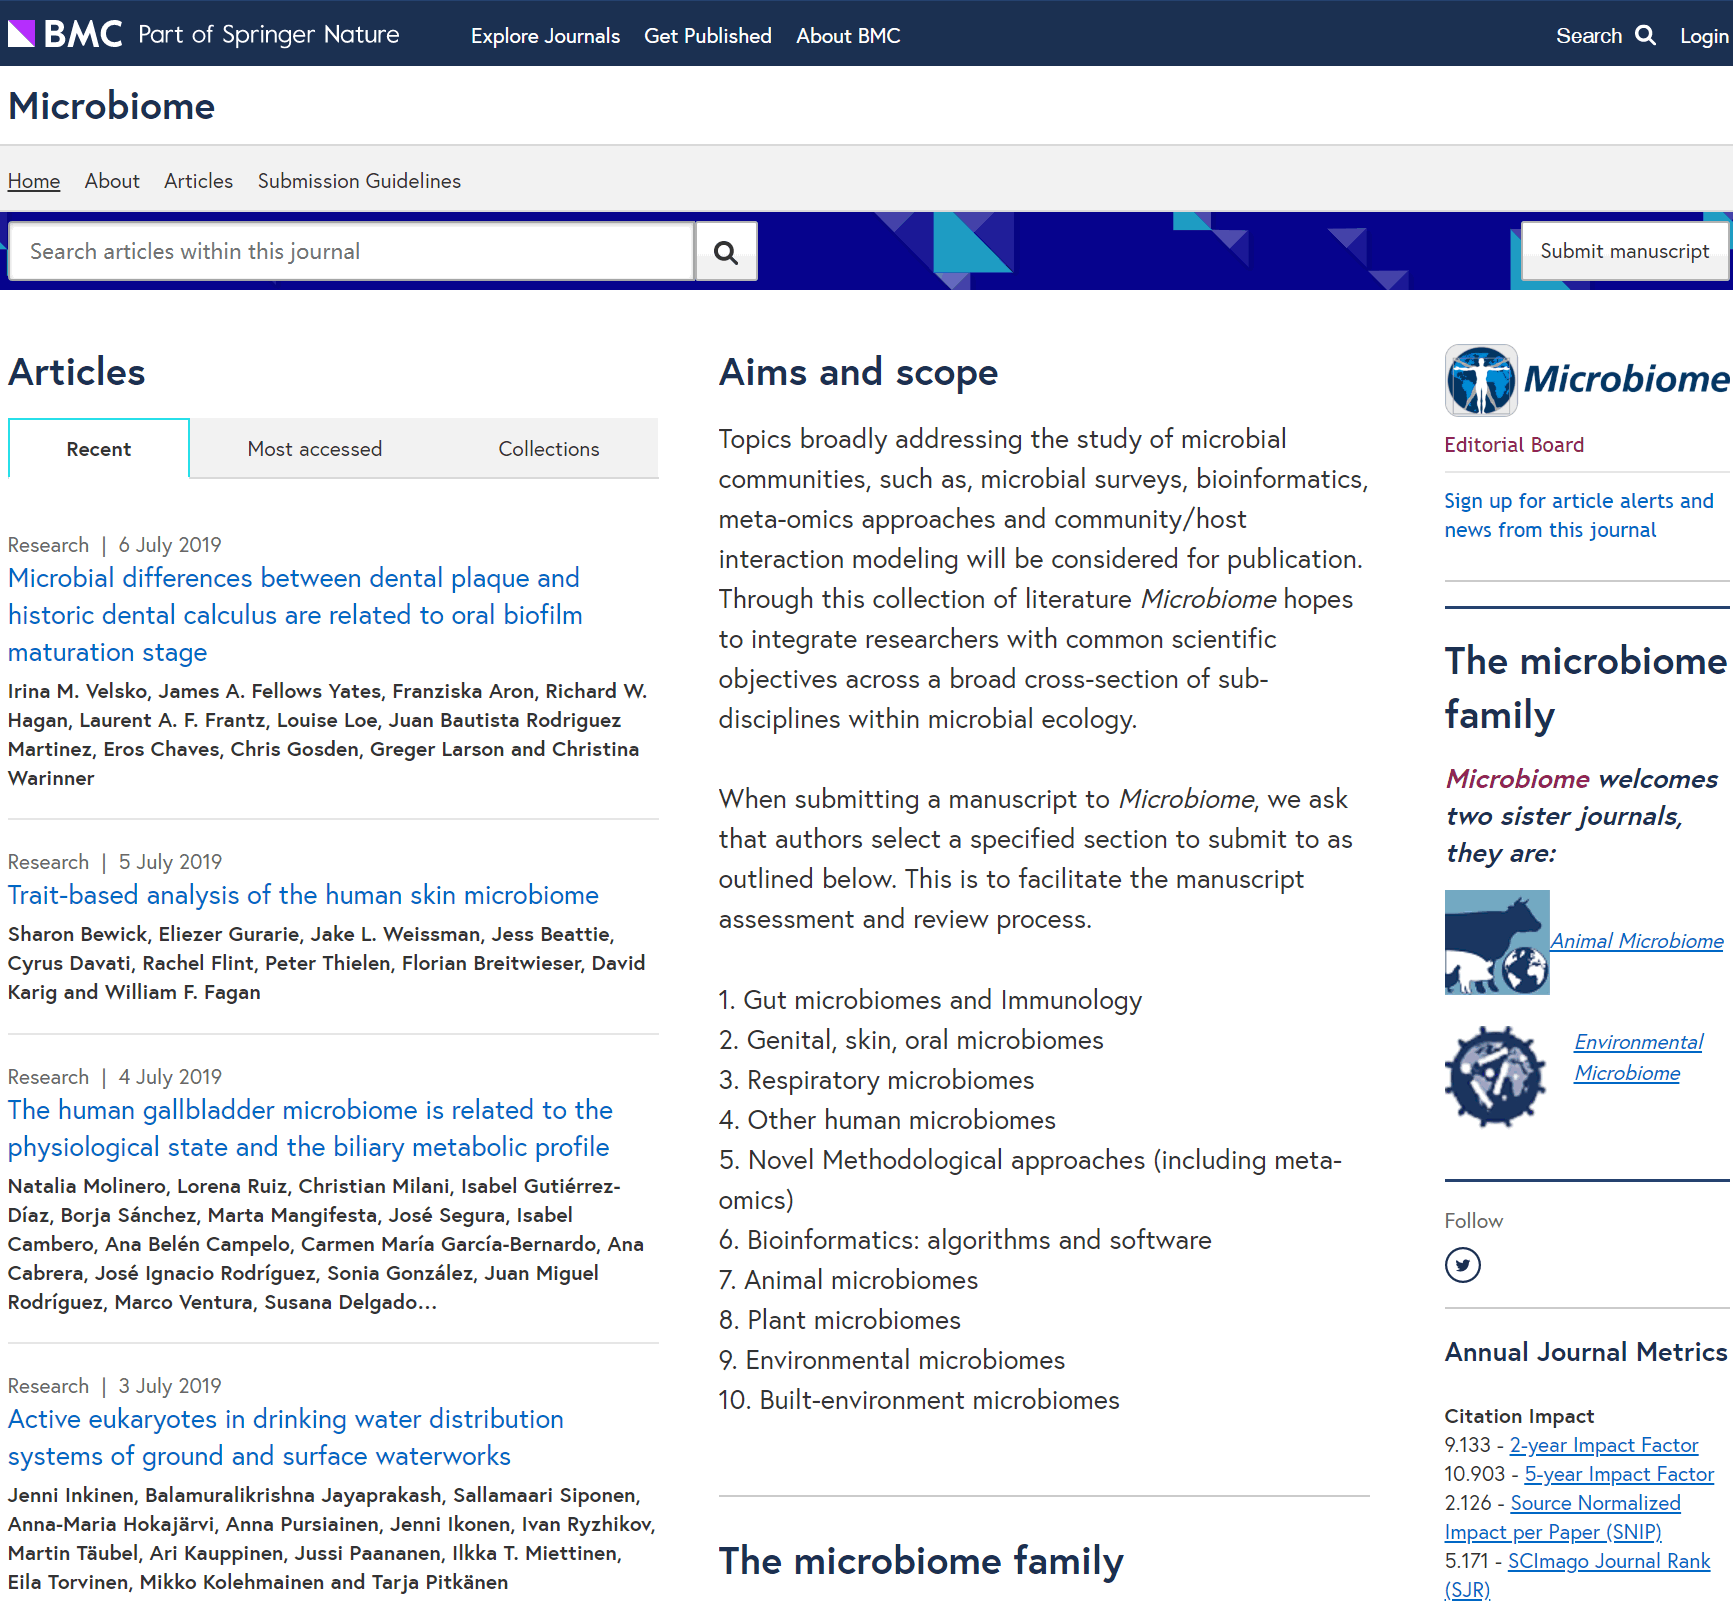 BMC Part of Springer Nature
Explore Journals Get Published About BMC
Search Login
Microbiome
Home About Articles Submission Guidelines
Search articles within this journal
Submit manuscript
Articles
Recent Most accessed Collections
Research | 6 July 2019
Microbial differences between dental plaque and
historic dental calculus are related to oral biofilm
maturation stage
Irina M. Velsko, James A. Fellows Yates, Franziska Aron, Richard W.
Hagan, Laurent A. F. Frantz, Louise Loe, Juan Bautista Rodriguez
Martinez, Eros Chaves, Chris Gosden, Greger Larson and Christina
Warinner
Research | 5 July 2019
Trait-based analysis of the human skin microbiome
Sharon Bewick, Eliezer Gurarie, Jake L. Weissman, Jess Beattie,
Cyrus Davati, Rachel Flint, Peter Thielen, Florian Breitwieser, David
Karig and William F. Fagan
Research | 4 July 2019
The human gallbladder microbiome is related to the
physiological state and the biliary metabolic profile
Natalia Molinero, Lorena Ruiz, Christian Milani, Isabel Gutiérrez-
Díaz, Borja Sánchez, Marta Mangifesta, José Segura, Isabel
Cambero, Ana Belén Campelo, Carmen María García-Bernardo, Ana
Cabrera, José Ignacio Rodríguez, Sonia González, Juan Miguel
Rodríguez, Marco Ventura, Susana Delgado…
Research | 3 July 2019
Active eukaryotes in drinking water distribution
systems of ground and surface waterworks
Jenni Inkinen, Balamuralikrishna Jayaprakash, Sallamaari Siponen,
Anna-Maria Hokajärvi, Anna Pursiainen, Jenni Ikonen, Ivan Ryzhikov,
Martin Täubel, Ari Kauppinen, Jussi Paananen, Ilkka T. Miettinen,
Eila Torvinen, Mikko Kolehmainen and Tarja Pitkänen
Aims and scope
Topics broadly addressing the study of microbial
communities, such as, microbial surveys, bioinformatics,
meta-omics approaches and community/host
interaction modeling will be considered for publication.
Through this collection of literature Microbiome hopes
to integrate researchers with common scientific
objectives across a broad cross-section of sub-
disciplines within microbial ecology.
When submitting a manuscript to Microbiome, we ask
that authors select a specified section to submit to as
outlined below. This is to facilitate the manuscript
assessment and review process.
1. Gut microbiomes and Immunology
2. Genital, skin, oral microbiomes
3. Respiratory microbiomes
4. Other human microbiomes
5. Novel Methodological approaches (including meta-
omics)
6. Bioinformatics: algorithms and software
7. Animal microbiomes
8. Plant microbiomes
9. Environmental microbiomes
10. Built-environment microbiomes
The microbiome family
Microbiome
Editorial Board
Sign up for article alerts and
news from this journal
The microbiome
family
Microbiome welcomes
two sister journals,
they are:
Animal Microbiome
Environmental
Microbiome
Follow
Annual Journal Metrics
Citation Impact
9.133 - 2-year Impact Factor
10.903 - 5-year Impact Factor
2.126 - Source Normalized
Impact per Paper (SNIP)
5.171 - SCImago Journal Rank
(SJR)